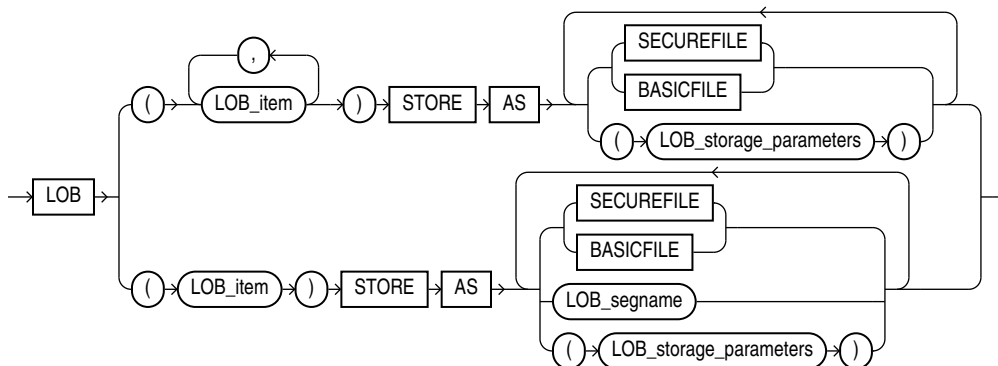 SECUREFILE
,
BASICFILE
( LOB_item ) STORE AS
( LOB_storage_parameters )
LOB
SECUREFILE
BASICFILE
( LOB_item ) STORE AS
LOB_segname
( LOB_storage_parameters )